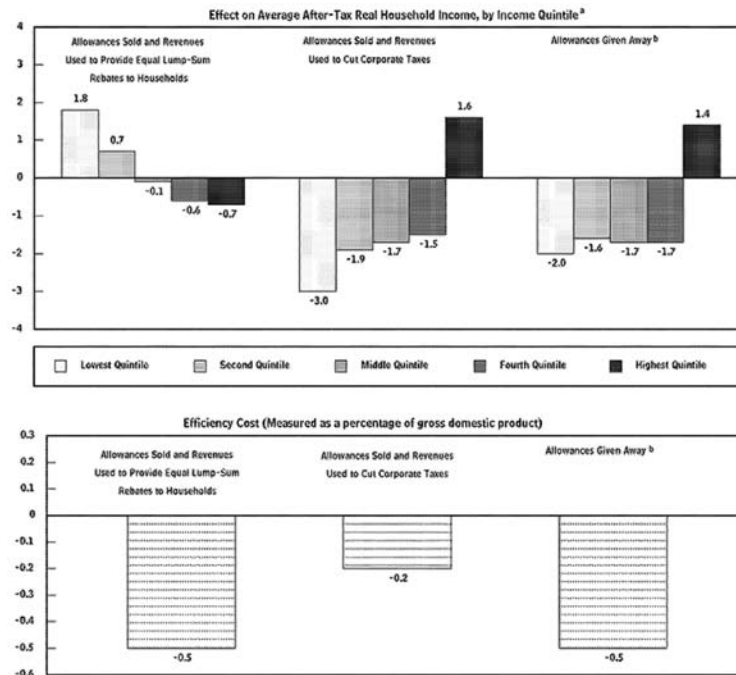 Effect on Average After-Tax Real Household Income, by Income Quintile a
Allowances Sold and Revenues
Used to Provide Equal Lump-Sum
Rebates to Households
Allowances Sold and Revenues
Used to Cut Corporate Taxes
Allowances Given Away b
4
3
2
1
0
-1
-2
-3
-4
1.8
0.7
-0.1
-0.6
-0.7
-3.0
-1.9
-1.7
-1.5
1.6
-2.0
-1.6
-1.7
-1.7
1.4
Lowest Quintile
Second Quintile
Middle Quintile
Fourth Quintile
Highest Quintile
Efficiency Cost (Measured as a percentage of gross domestic product)
Allowances Sold and Revenues
Used to Provide Equal Lump-Sum
Rebates to Households
Allowances Sold and Revenues
Used to Cut Corporate Taxes
Allowances Given Away b
0.3
0.2
0.1
0
-0.1
-0.2
-0.3
-0.4
-0.5
-0.6
-0.5
-0.2
-0.5